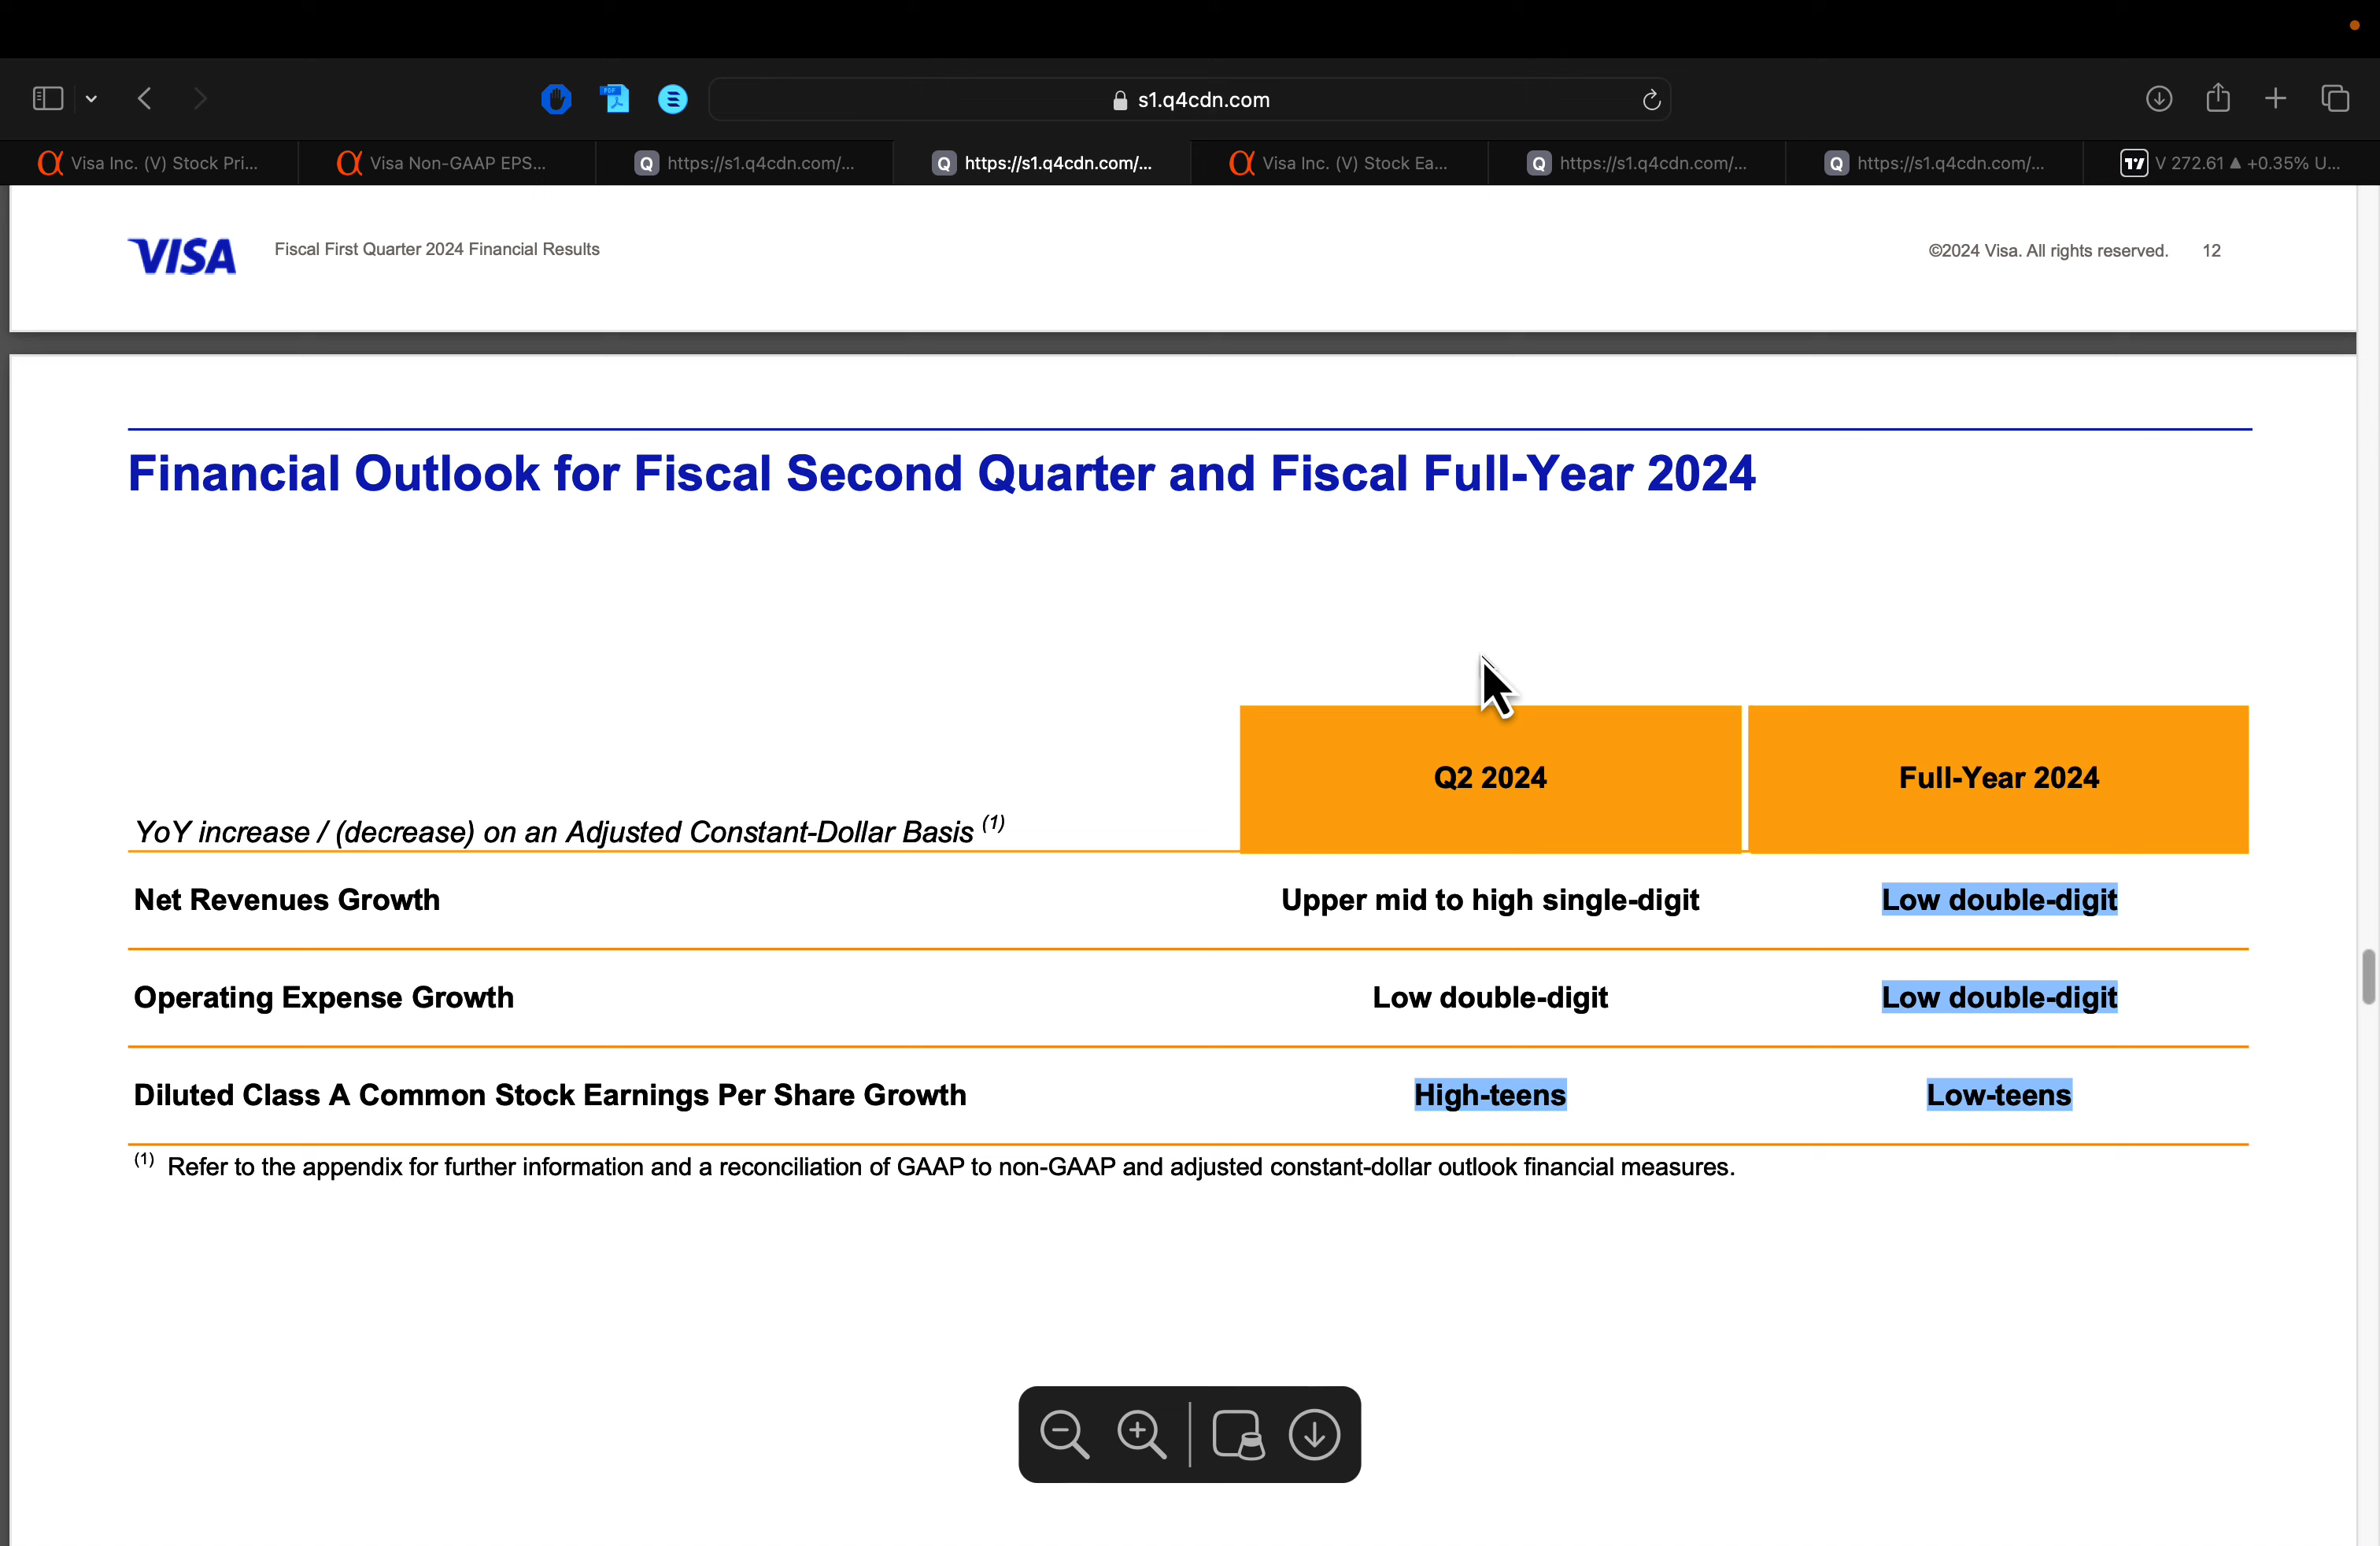 s1.q4cdn.com
Visa Inc. (V) Stock Pri...
Visa Non-GAAP EPS...
https://s1.q4cdn.com/...
https://s1.q4cdn.com/...
Visa Inc. (V) Stock Ea...
https://s1.q4cdn.com/...
https://s1.q4cdn.com/...
V 272.61 ▲ +0.35% U...
VISA Fiscal First Quarter 2024 Financial Results ©2024 Visa. All rights reserved. 12
Financial Outlook for Fiscal Second Quarter and Fiscal Full-Year 2024
Q2 2024 Full-Year 2024
YoY increase / (decrease) on an Adjusted Constant-Dollar Basis (1)
Net Revenues Growth Upper mid to high single-digit Low double-digit
Operating Expense Growth Low double-digit Low double-digit
Diluted Class A Common Stock Earnings Per Share Growth High-teens Low-teens
(1) Refer to the appendix for further information and a reconciliation of GAAP to non-GAAP and adjusted constant-dollar outlook financial measures.